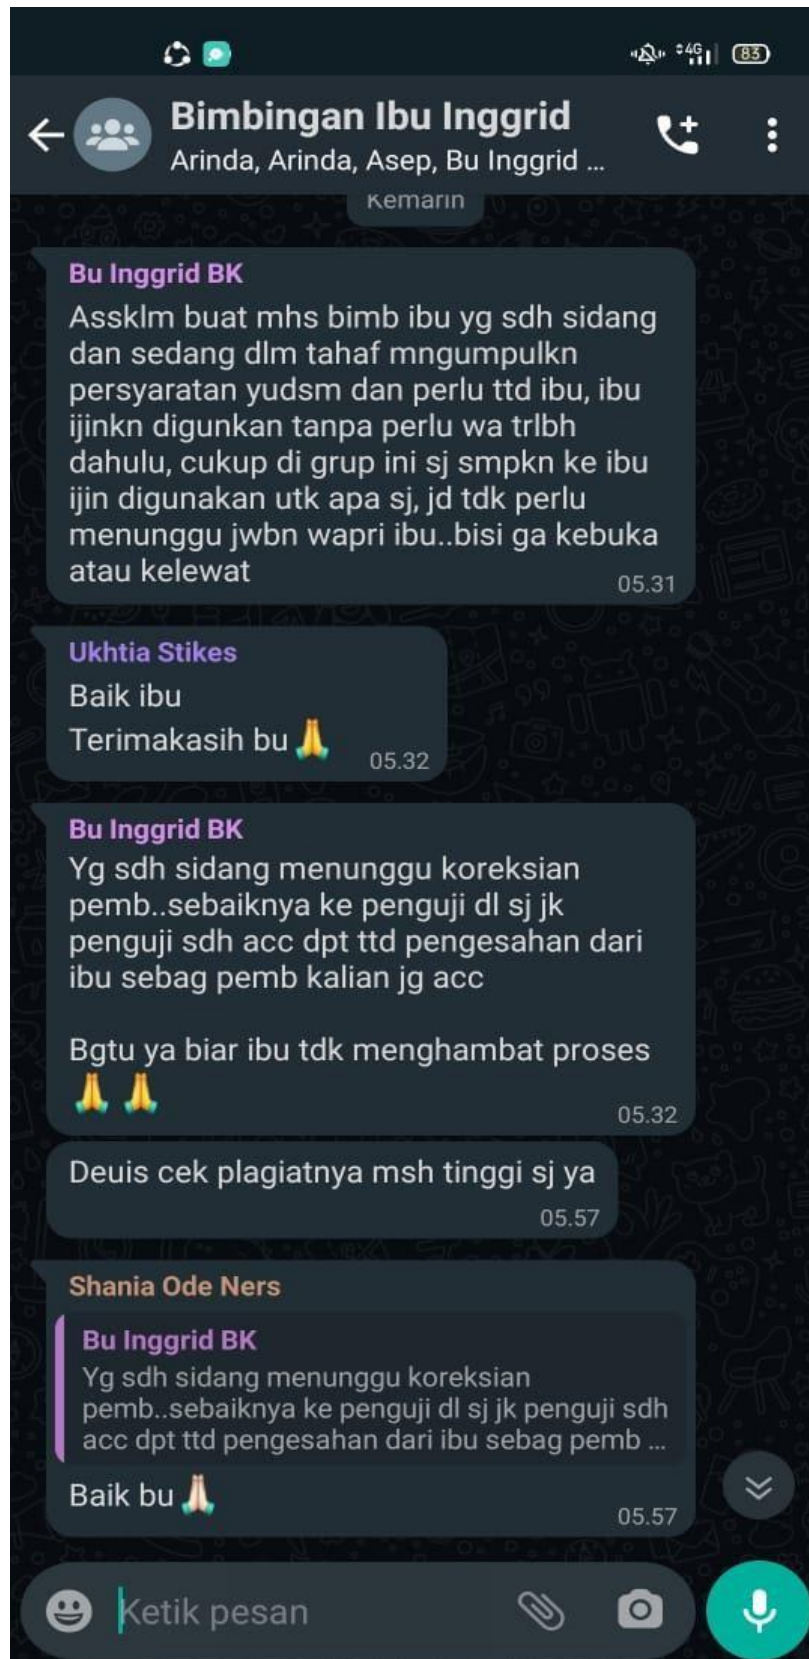 4G 83
Bimbingan Ibu Inggrid
Arinda, Arinda, Asep, Bu Inggrid ...
Kemarin
Bu Inggrid BK
Assklm buat mhs bimb ibu yg sdh sidang
dan sedang dlm tahaf mngumpulkn
persyaratan yudsm dan perlu ttd ibu, ibu
ijinkn digunkan tanpa perlu wa trlbh
dahulu, cukup di grup ini sj smpkn ke ibu
ijin digunakan utk apa sj, jd tdk perlu
menunggu jwbn wapri ibu..bisi ga kebuka
atau kelewat
05.31
Ukhtia Stikes
Baik ibu
Terimakasih bu🙏
05.32
Bu Inggrid BK
Yg sdh sidang menunggu koreksian
pemb..sebaiknya ke penguji dl sj jk
penguji sdh acc dpt ttd pengesahan dari
ibu sebag pemb kalian jg acc
Bgtu ya biar ibu tdk menghambat proses
🙏 🙏
05.32
Deuis cek plagiatnya msh tinggi sj ya
05.57
Shania Ode Ners
Bu Inggrid BK
Yg sdh sidang menunggu koreksian
pemb..sebaiknya ke penguji dl sj jk penguji sdh
acc dpt ttd pengesahan dari ibu sebag pemb ...
Baik bu🙏🏻
05.57
Ketik pesan